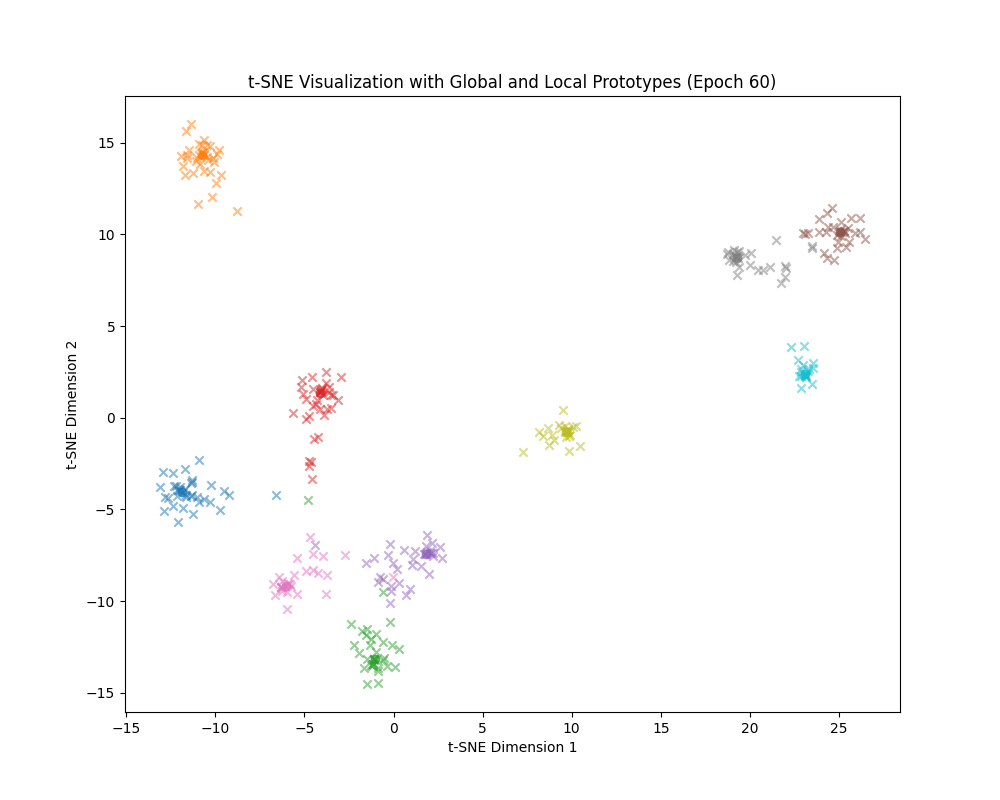 t-SNE Visualization with Global and Local Prototypes (Epoch 60)
15
10
5
0
−5
−10
−15
t-SNE Dimension 2
−15 −10 −5 0 5 10 15 20 25
t-SNE Dimension 1